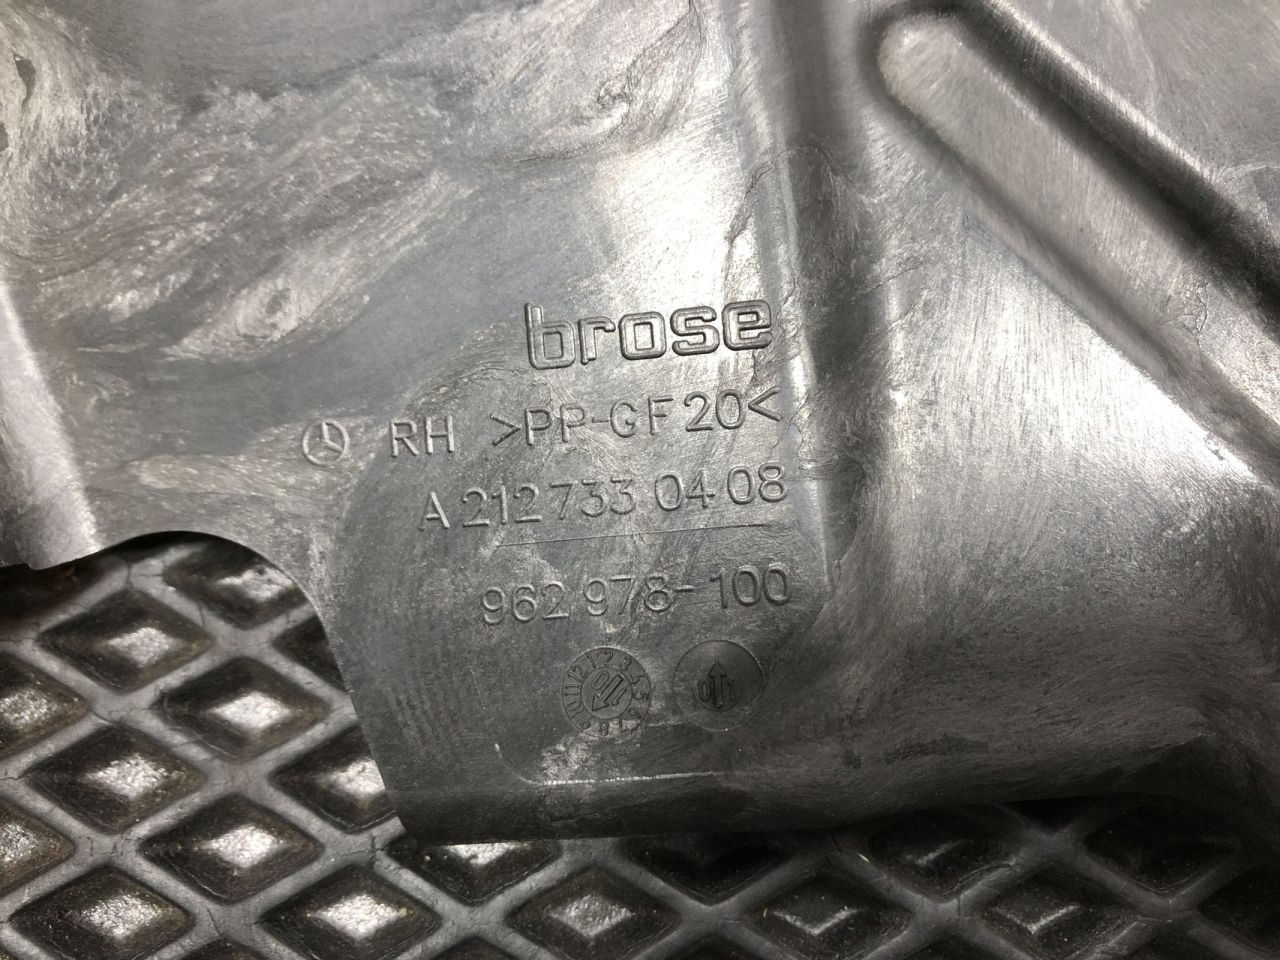 brose
RH >PP-GF20<
A 212 733 04 08
962 978-100